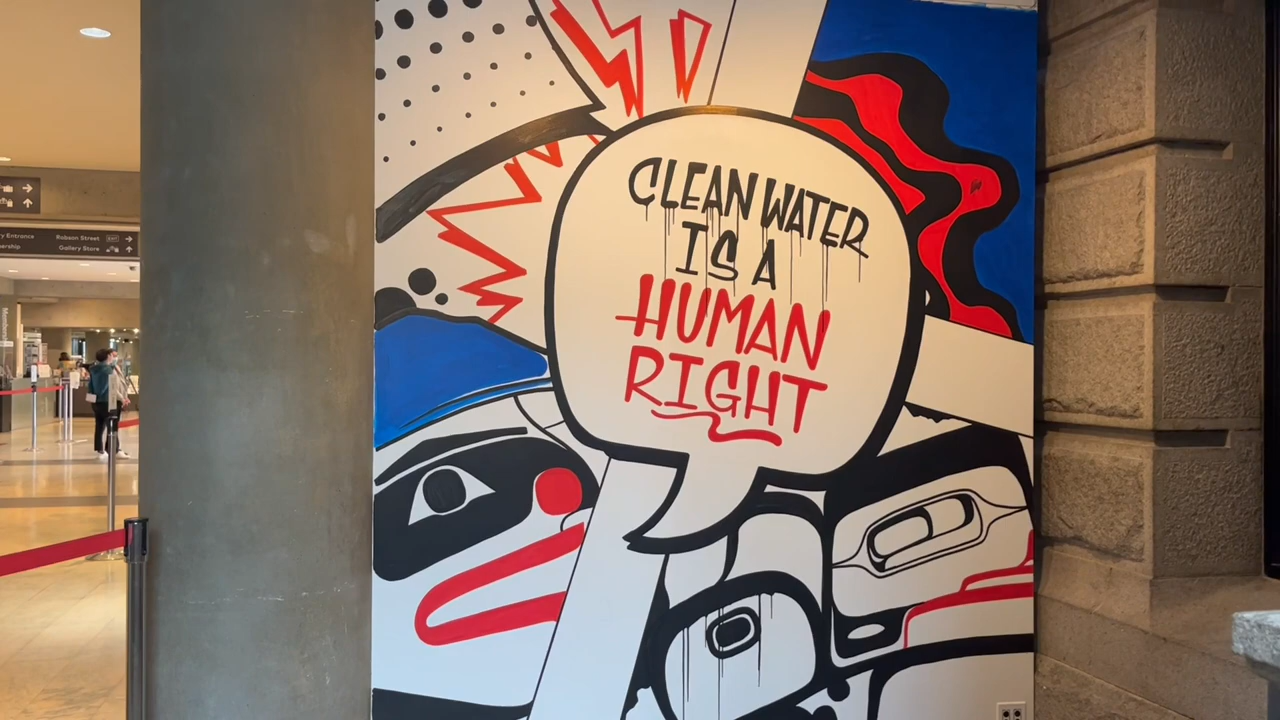 CLEAN WATER
IS A
HUMAN
RIGHT
Robson Street
Gallery Store